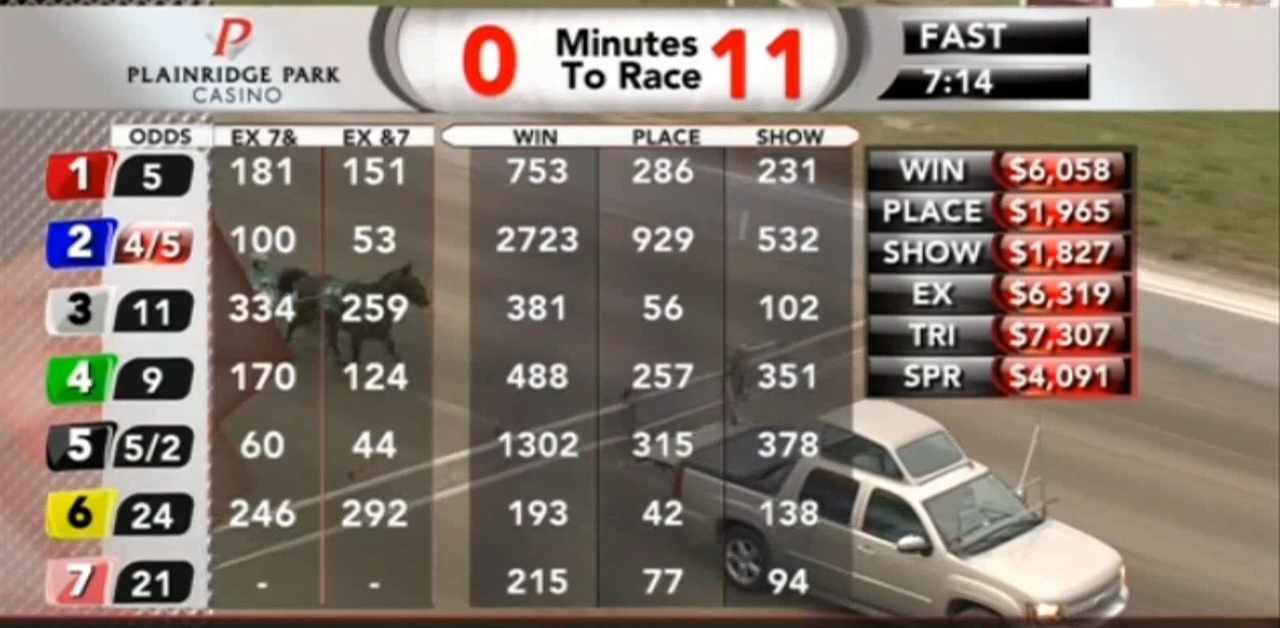 P
PLAINRIDGE PARK
CASINO
0 Minutes To Race 11
FAST
7:14
ODDS EX 7& EX &7 WIN PLACE SHOW
1 5 181 151 753 286 231
2 4/5 100 53 2723 929 532
3 11 334 259 381 56 102
4 9 170 124 488 257 351
5 5/2 60 44 1302 315 378
6 24 246 292 193 42 138
7 21 - - 215 77 94
WIN $6,058
PLACE $1,965
SHOW $1,827
EX $6,319
TRI $7,307
SPR $4,091